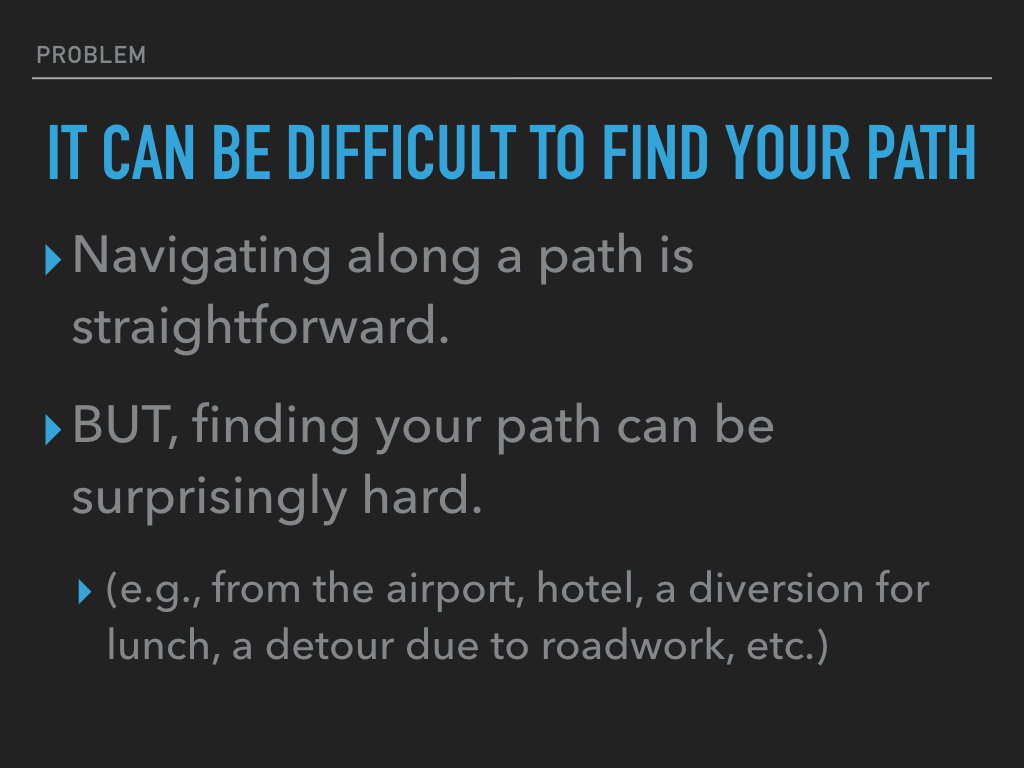 PROBLEM
IT CAN BE DIFFICULT TO FIND YOUR PATH
Navigating along a path is
straightforward.
BUT, finding your path can be
surprisingly hard.
(e.g., from the airport, hotel, a diversion for
lunch, a detour due to roadwork, etc.)